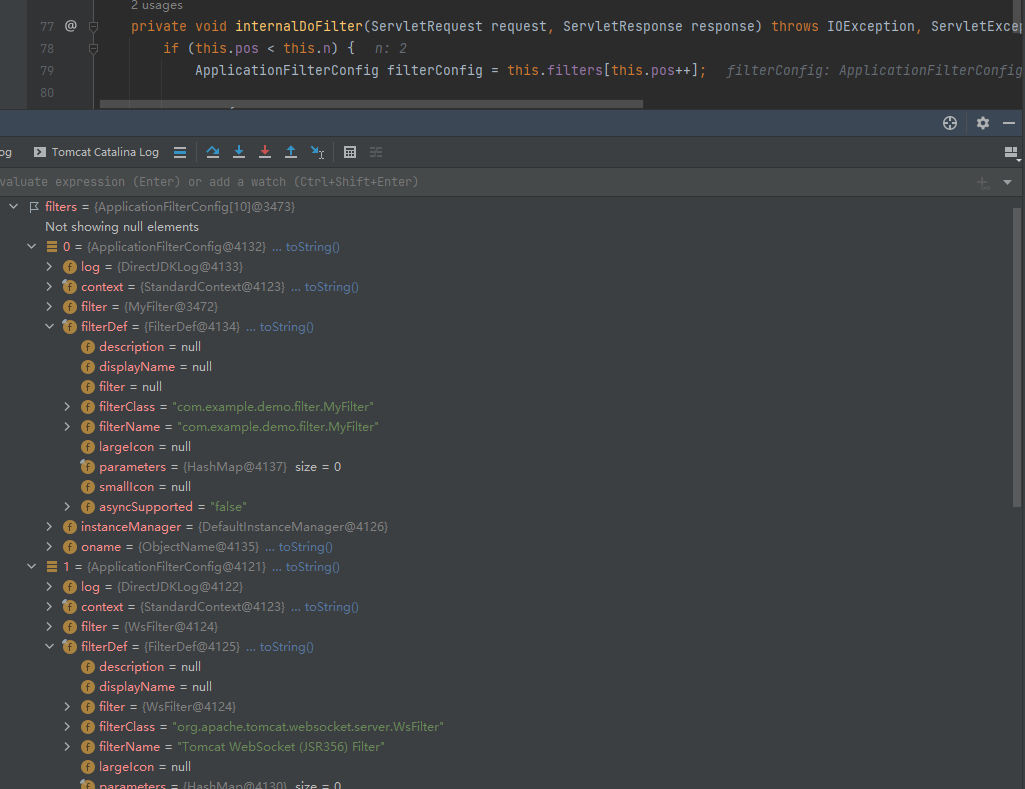 2 usages
77 @ private void internalDoFilter(ServletRequest request, ServletResponse response) throws IOException, ServletExce
78 if (this.pos < this.n) { n: 2
79 ApplicationFilterConfig filterConfig = this.filters[this.pos++]; filterConfig: ApplicationFilterConfig
80
og Tomcat Catalina Log
valuate expression (Enter) or add a watch (Ctrl+Shift+Enter)
filters = {ApplicationFilterConfig[10]@3473}
Not showing null elements
0 = {ApplicationFilterConfig@4132} ... toString()
f log = {DirectJDKLog@4133}
f context = {StandardContext@4123} ... toString()
f filter = {MyFilter@3472}
f filterDef = {FilterDef@4134} ... toString()
f description = null
f displayName = null
f filter = null
f filterClass = "com.example.demo.filter.MyFilter"
f filterName = "com.example.demo.filter.MyFilter"
f largeIcon = null
f parameters = {HashMap@4137} size = 0
f smallIcon = null
f asyncSupported = "false"
f instanceManager = {DefaultInstanceManager@4126}
f oname = {ObjectName@4135} ... toString()
1 = {ApplicationFilterConfig@4121} ... toString()
f log = {DirectJDKLog@4122}
f context = {StandardContext@4123} ... toString()
f filter = {WsFilter@4124}
f filterDef = {FilterDef@4125} ... toString()
f description = null
f displayName = null
f filter = {WsFilter@4124}
f filterClass = "org.apache.tomcat.websocket.server.WsFilter"
f filterName = "Tomcat WebSocket (JSR356) Filter"
f largeIcon = null
f parameters = {HashMap@4130} size = 0